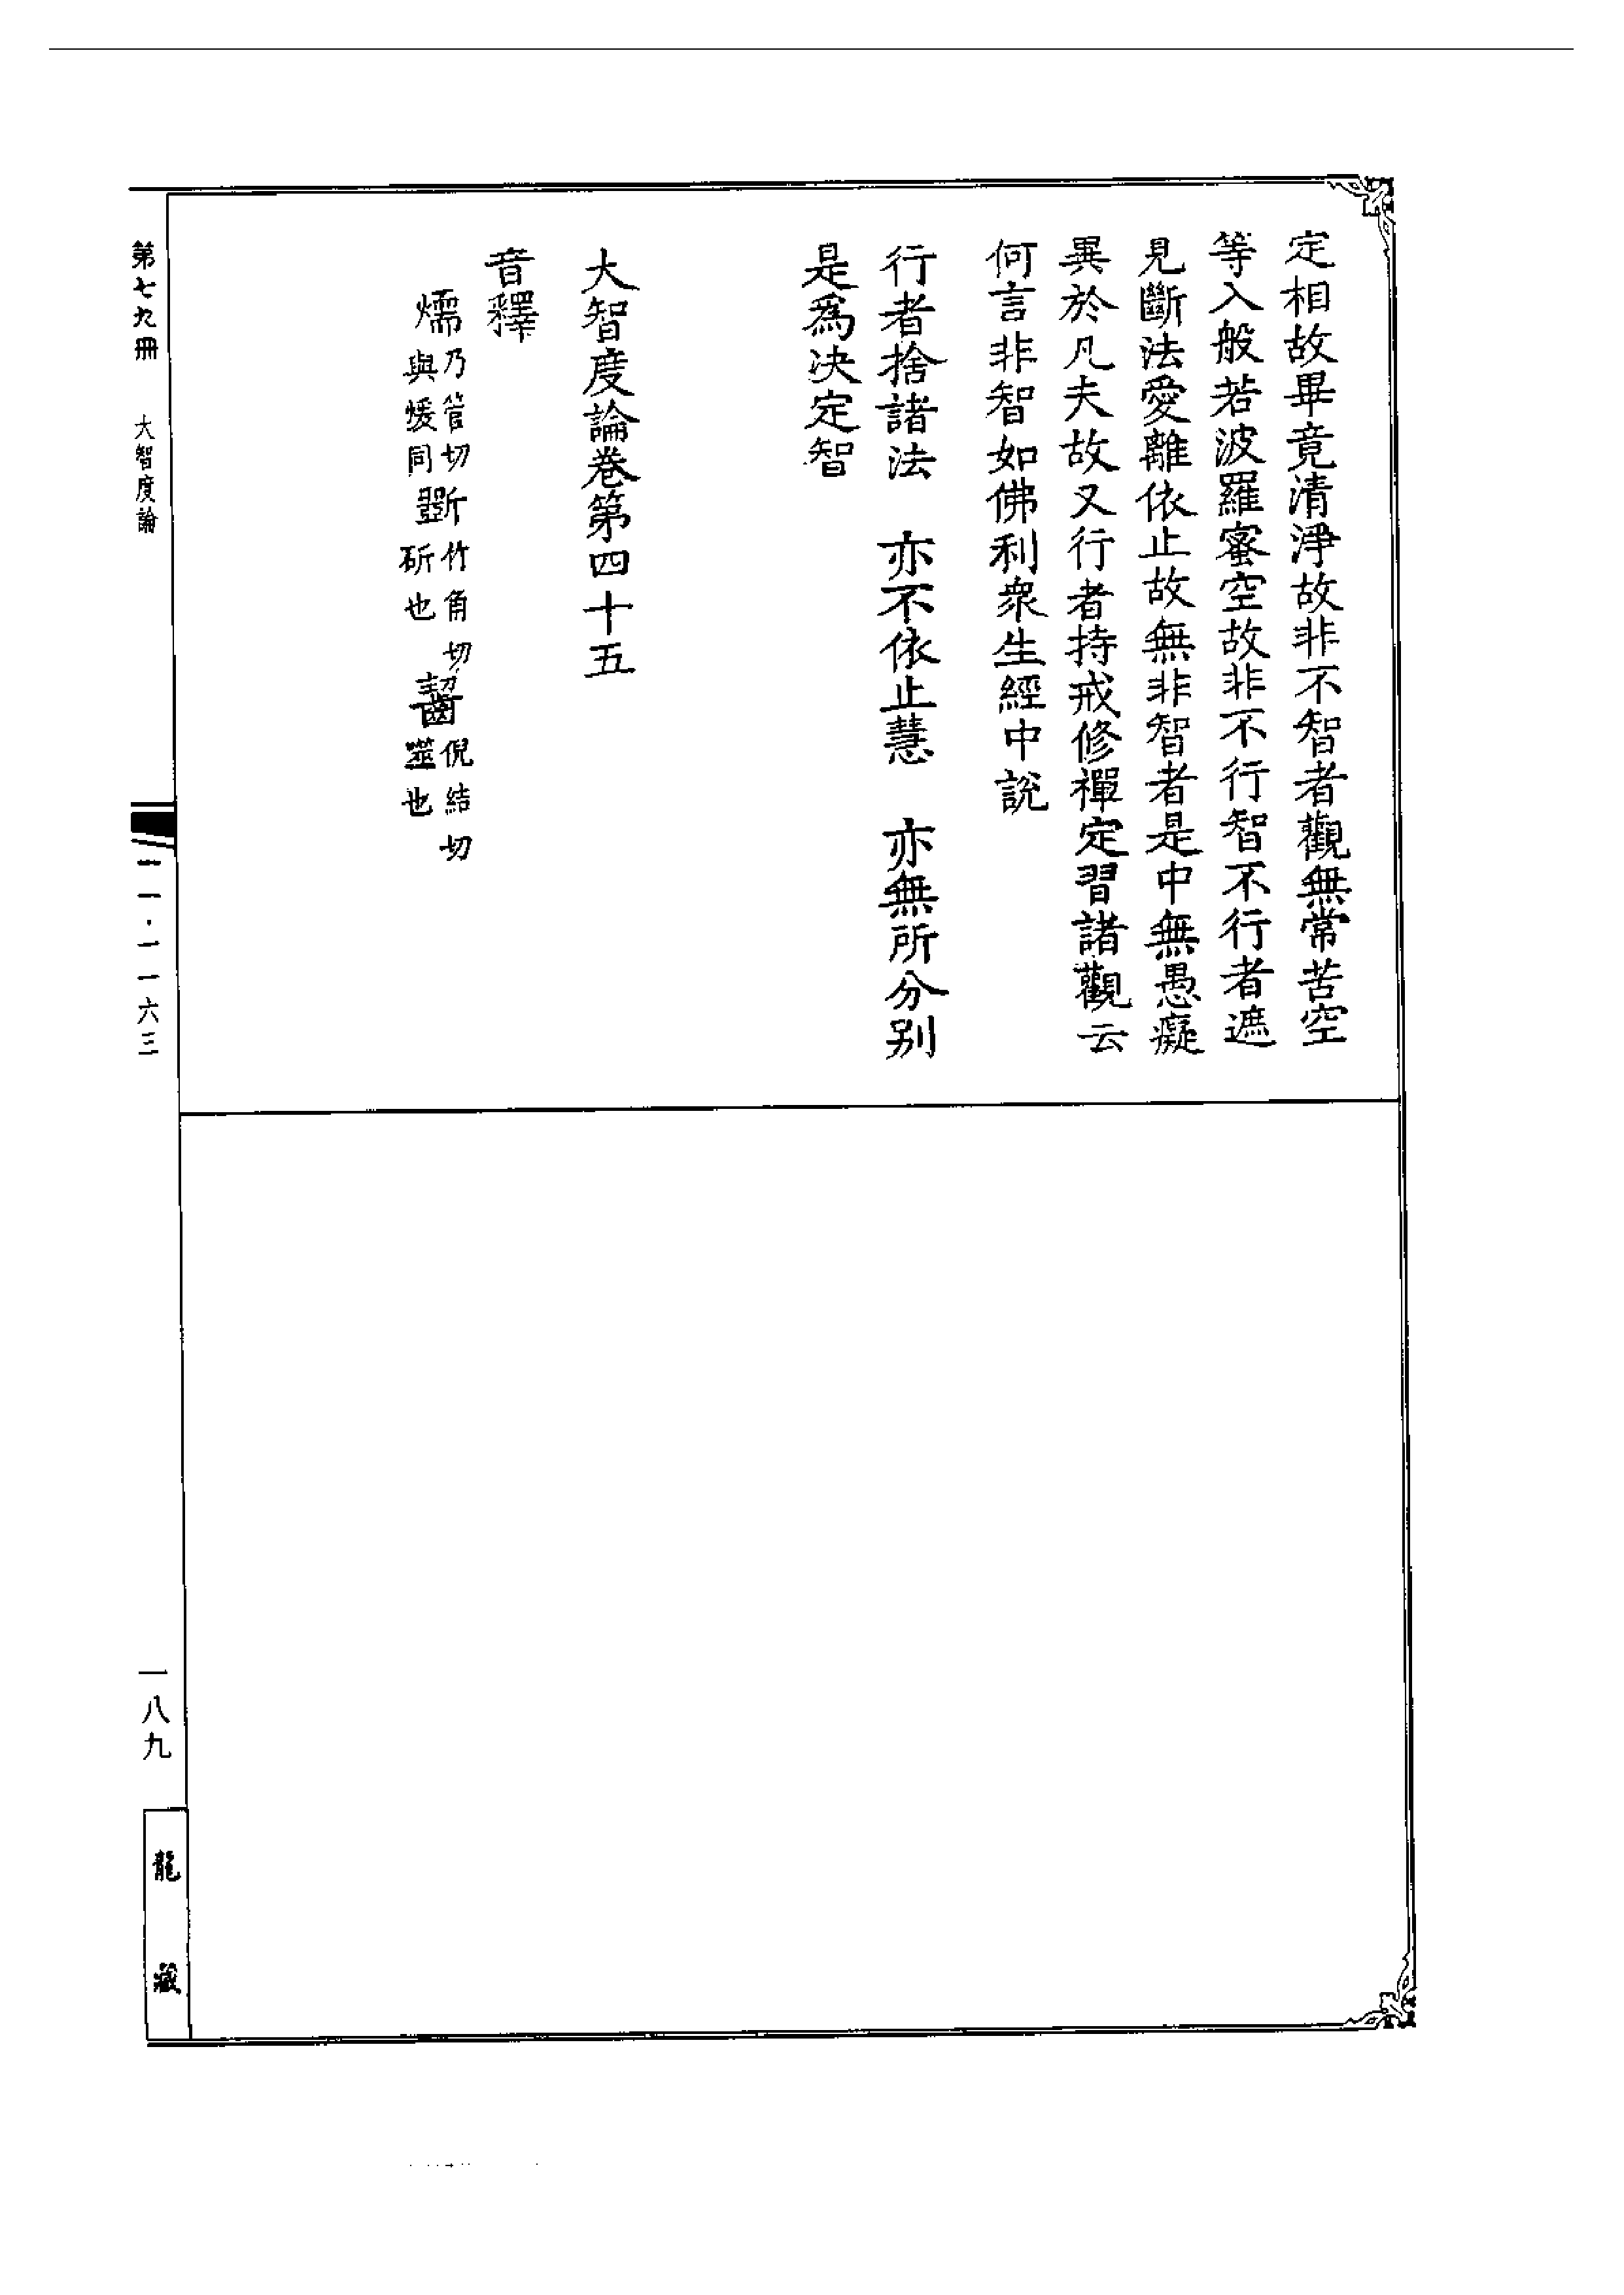 定相故畢竟清淨故非不智者觀無常苦空
等入般若波羅蜜空故非不行智不行者遮
見斷法愛離依止故無非智者是中無愚癡
異於凡夫故又行者持戒修禪定習諸觀云
何言非智如佛利衆生經中說
行者捨諸法　亦不依止慧　亦無所分别
是爲决定智
大智度論卷第四十五
音釋
燸乃管切與煖同斵竹角切斫也齧倪結切噬也
第七九冊　大智度論
一一·一一六三
一八九
龍藏